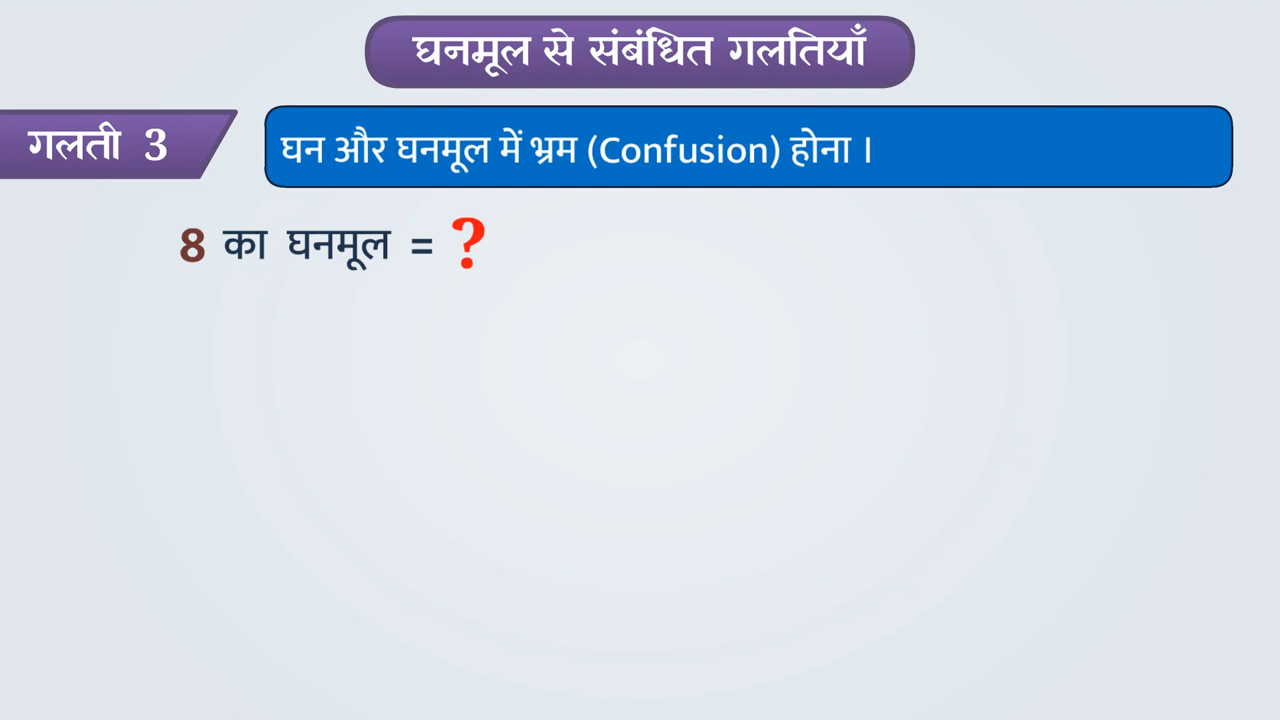 घनमूल से संबंधित गलतियाँ
गलती 3
घन और घनमूल में भ्रम (Confusion) होना ।
8 का घनमूल = ?